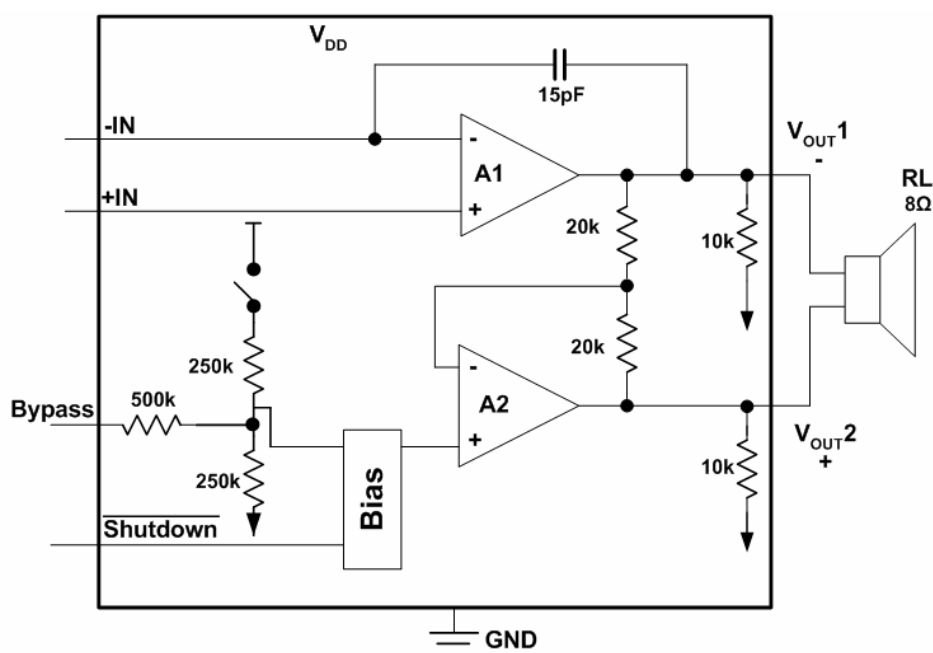 VDD
15pF
-IN
-
VOUT1
-
A1
RL
8Ω
+IN
+
20k
10k
250k
20k
-
Bypass
500k
A2
+
VOUT2
+
250k
10k
Bias
Shutdown
GND